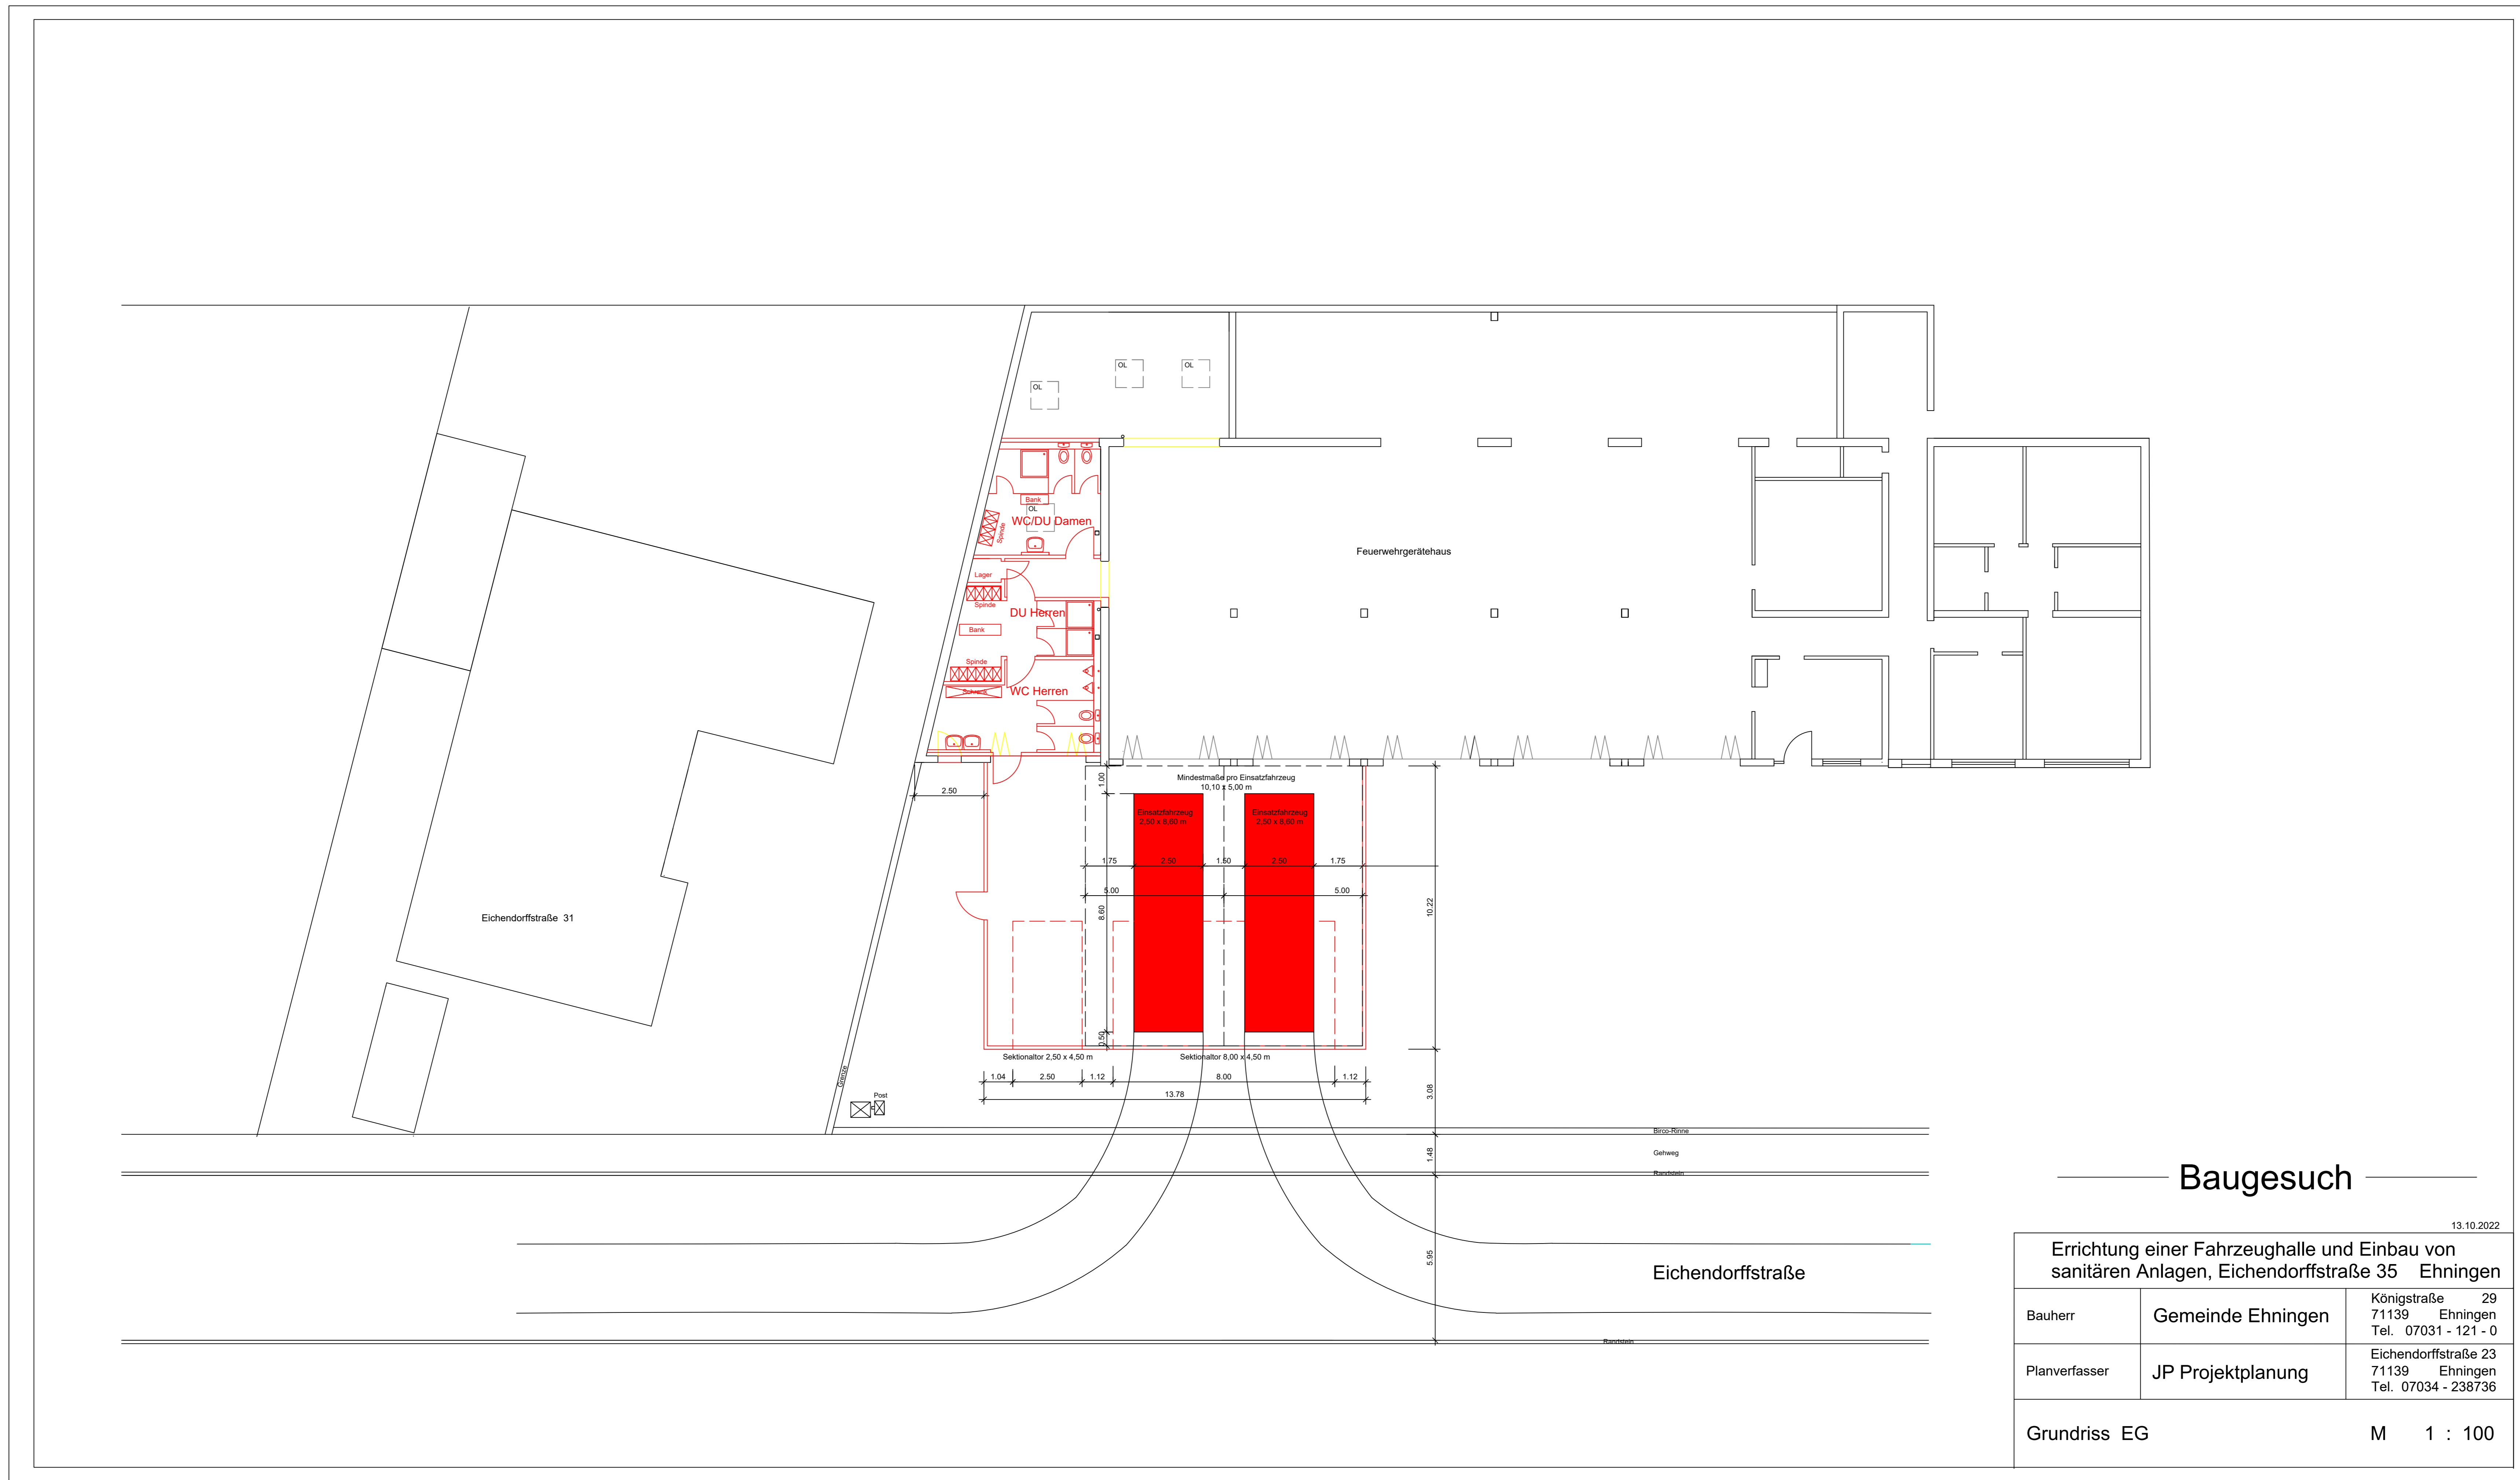 OL
OL
OL
Bank
OL
WC/DU Damen
Spinde
Feuerwehrgerätehaus
Lager
Spinde
DU Herren
Bank
Spinde
Schrank
WC Herren
Mindestmaße pro Einsatzfahrzeug
10,10 x 5,00 m
1.00
2.50
Einsatzfahrzeug
2,50 x 8,60 m
Einsatzfahrzeug
2,50 x 8,60 m
1.75
2.50
1.50
2.50
1.75
5.00
5.00
8.60
10.22
Eichendorffstraße 31
0.50
Sektionaltor 2,50 x 4,50 m
Sektionaltor 8,00 x 4,50 m
1.04
2.50
1.12
8.00
1.12
13.78
3.08
Grenze
Post
Birco-Rinne
Gehweg
1.48
Randstein
5.95
Eichendorffstraße
Randstein
Baugesuch
13.10.2022
Errichtung einer Fahrzeughalle und Einbau von
sanitären Anlagen, Eichendorffstraße 35 Ehningen
Bauherr
Gemeinde Ehningen
Königstraße 29
71139 Ehningen
Tel. 07031 - 121 - 0
Planverfasser
JP Projektplanung
Eichendorffstraße 23
71139 Ehningen
Tel. 07034 - 238736
Grundriss EG
M 1 : 100